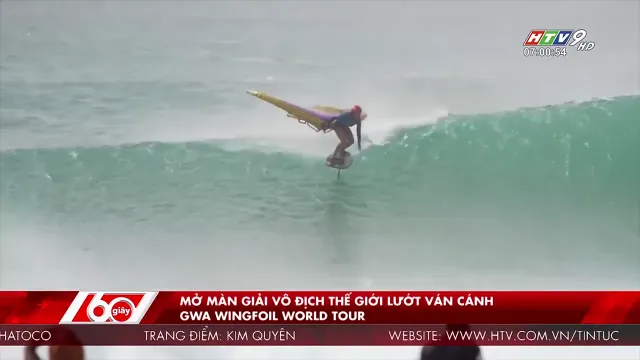 HTV9 HD
07:00:54
60 giây
MỞ MÀN GIẢI VÔ ĐỊCH THẾ GIỚI LƯỚT VÁN CÁNH
GWA WINGFOIL WORLD TOUR
HATOCO TRANG ĐIỂM: KIM QUYÊN WEBSITE: WWW.HTV.COM.VN/TINTUC